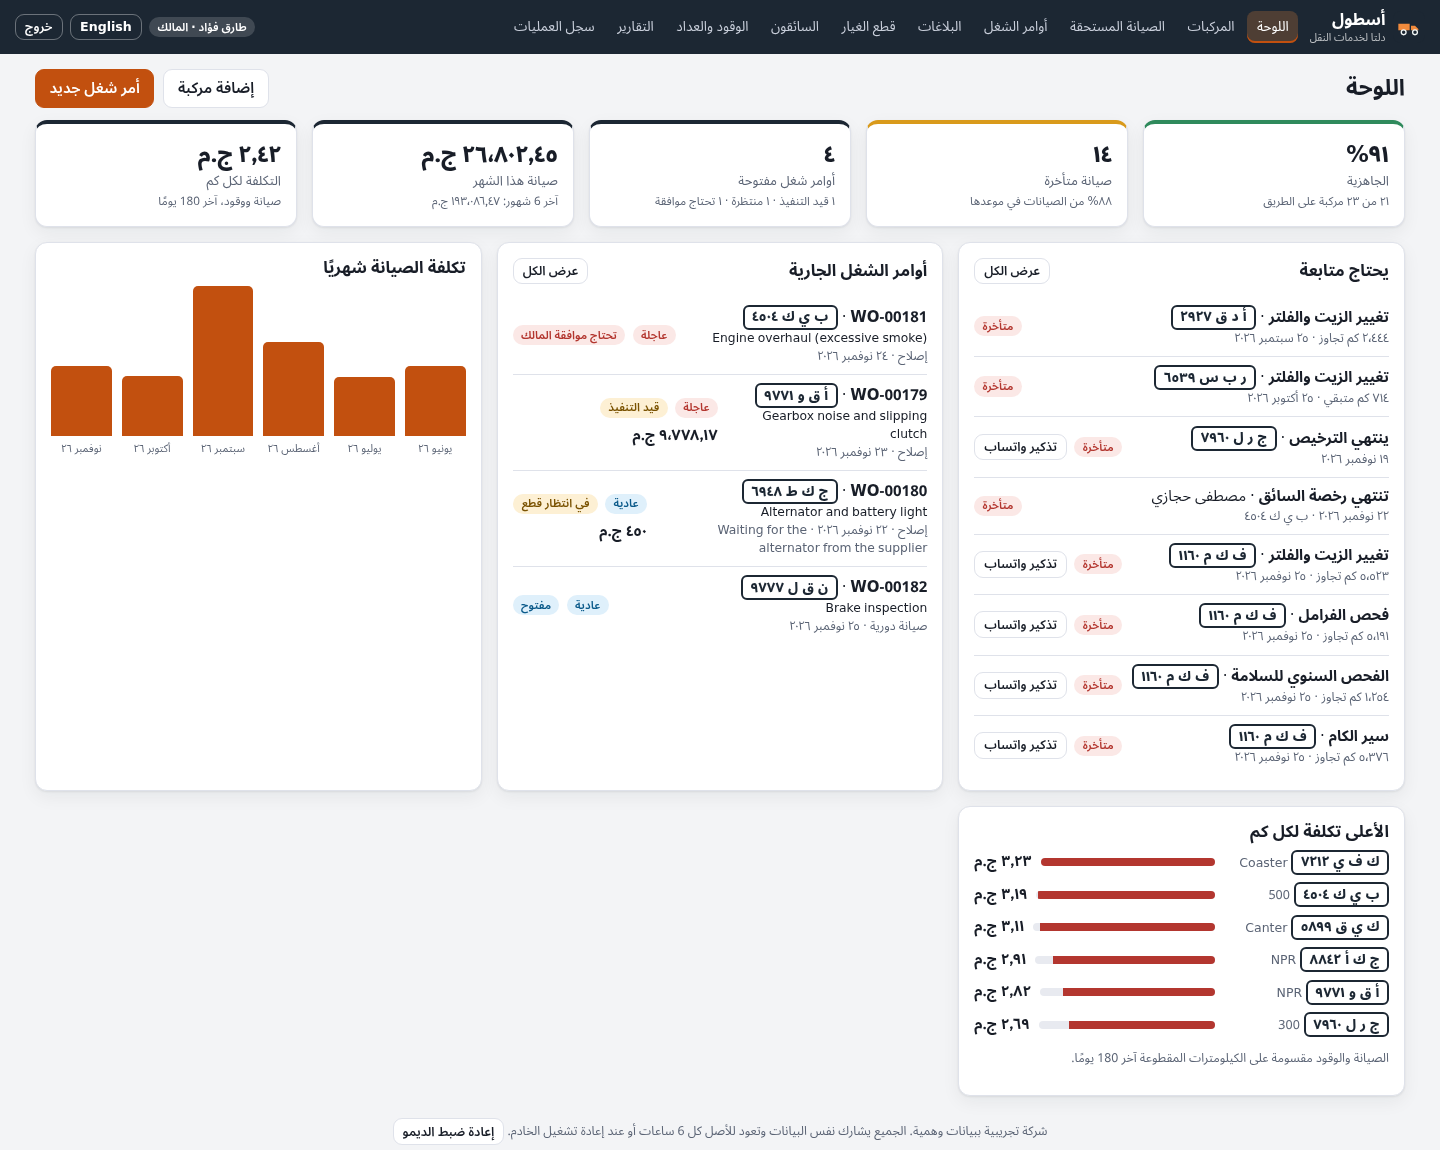 أسطول
دلتا لخدمات النقل
اللوحة
المركبات
الصيانة المستحقة
أوامر الشغل
البلاغات
قطع الغيار
السائقون
الوقود والعداد
التقارير
سجل العمليات
طارق فؤاد · المالك
English
خروج
اللوحة
إضافة مركبة
أمر شغل جديد
٩١%
الجاهزية
٢١ من ٢٣ مركبة على الطريق
١٤
صيانة متأخرة
٨٨% من الصيانات في موعدها
٤
أوامر شغل مفتوحة
١ قيد التنفيذ · ١ منتظرة · ١ تحتاج موافقة
٢٦،٨٠٢,٤٥ ج.م
صيانة هذا الشهر
آخر 6 شهور: ١٩٣،٠٨٦,٤٧ ج.م
٢,٤٢ ج.م
التكلفة لكل كم
صيانة ووقود، آخر 180 يومًا
يحتاج متابعة
عرض الكل
تغيير الزيت والفلتر · أ د ق ٢٩٢٧
٢،٤٤٤ كم تجاوز · ٢٥ سبتمبر ٢٠٢٦
متأخرة
تغيير الزيت والفلتر · ر ب س ٦٥٣٩
٧١٤ كم متبقي · ٢٥ أكتوبر ٢٠٢٦
متأخرة
ينتهي الترخيص · ج ر ل ٧٩٦٠
١٩ نوفمبر ٢٠٢٦
متأخرة
تذكير واتساب
تنتهي رخصة السائق · مصطفى حجازي
٢٢ نوفمبر ٢٠٢٦ · ب ي ك ٤٥٠٤
متأخرة
تغيير الزيت والفلتر · ف ك م ١١٦٠
٥،٥٢٣ كم تجاوز · ٢٥ نوفمبر ٢٠٢٦
متأخرة
تذكير واتساب
فحص الفرامل · ف ك م ١١٦٠
٥،١٩١ كم تجاوز · ٢٥ نوفمبر ٢٠٢٦
متأخرة
تذكير واتساب
الفحص السنوي للسلامة · ف ك م ١١٦٠
١،٢٥٤ كم تجاوز · ٢٥ نوفمبر ٢٠٢٦
متأخرة
تذكير واتساب
سير الكام · ف ك م ١١٦٠
٥،٣٧٦ كم تجاوز · ٢٥ نوفمبر ٢٠٢٦
متأخرة
تذكير واتساب
أوامر الشغل الجارية
عرض الكل
WO-00181 · ب ي ك ٤٥٠٤
Engine overhaul (excessive smoke)
إصلاح · ٢٤ نوفمبر ٢٠٢٦
عاجلة
تحتاج موافقة المالك
WO-00179 · أ ق و ٩٧٧١
Gearbox noise and slipping
clutch
إصلاح · ٢٣ نوفمبر ٢٠٢٦
عاجلة
قيد التنفيذ
٩،٧٧٨,١٧ ج.م
WO-00180 · ج ك ط ٦٩٤٨
Alternator and battery light
إصلاح · ٢٢ نوفمبر ٢٠٢٦ · Waiting for the
alternator from the supplier
عادية
في انتظار قطع
٤٥٠ ج.م
WO-00182 · ن ق ل ٩٧٧٧
Brake inspection
صيانة دورية · ٢٥ نوفمبر ٢٠٢٦
عادية
مفتوح
تكلفة الصيانة شهريًا
يونيو ٢٦
يوليو ٢٦
أغسطس ٢٦
سبتمبر ٢٦
أكتوبر ٢٦
نوفمبر ٢٦
الأعلى تكلفة لكل كم
ك ف ي ٧٢١٢ Coaster ٣,٢٣ ج.م
ب ي ك ٤٥٠٤ 500 ٣,١٩ ج.م
ك ي ق ٥٨٩٩ Canter ٣,١١ ج.م
ج ك أ ٨٨٤٢ NPR ٢,٩١ ج.م
أ ق و ٩٧٧١ NPR ٢,٨٢ ج.م
ج ر ل ٧٩٦٠ 300 ٢,٦٩ ج.م
الصيانة والوقود مقسومة على الكيلومترات المقطوعة آخر 180 يومًا.
شركة تجريبية ببيانات وهمية. الجميع يشارك نفس البيانات وتعود للأصل كل 6 ساعات أو عند إعادة تشغيل الخادم.
إعادة ضبط الديمو